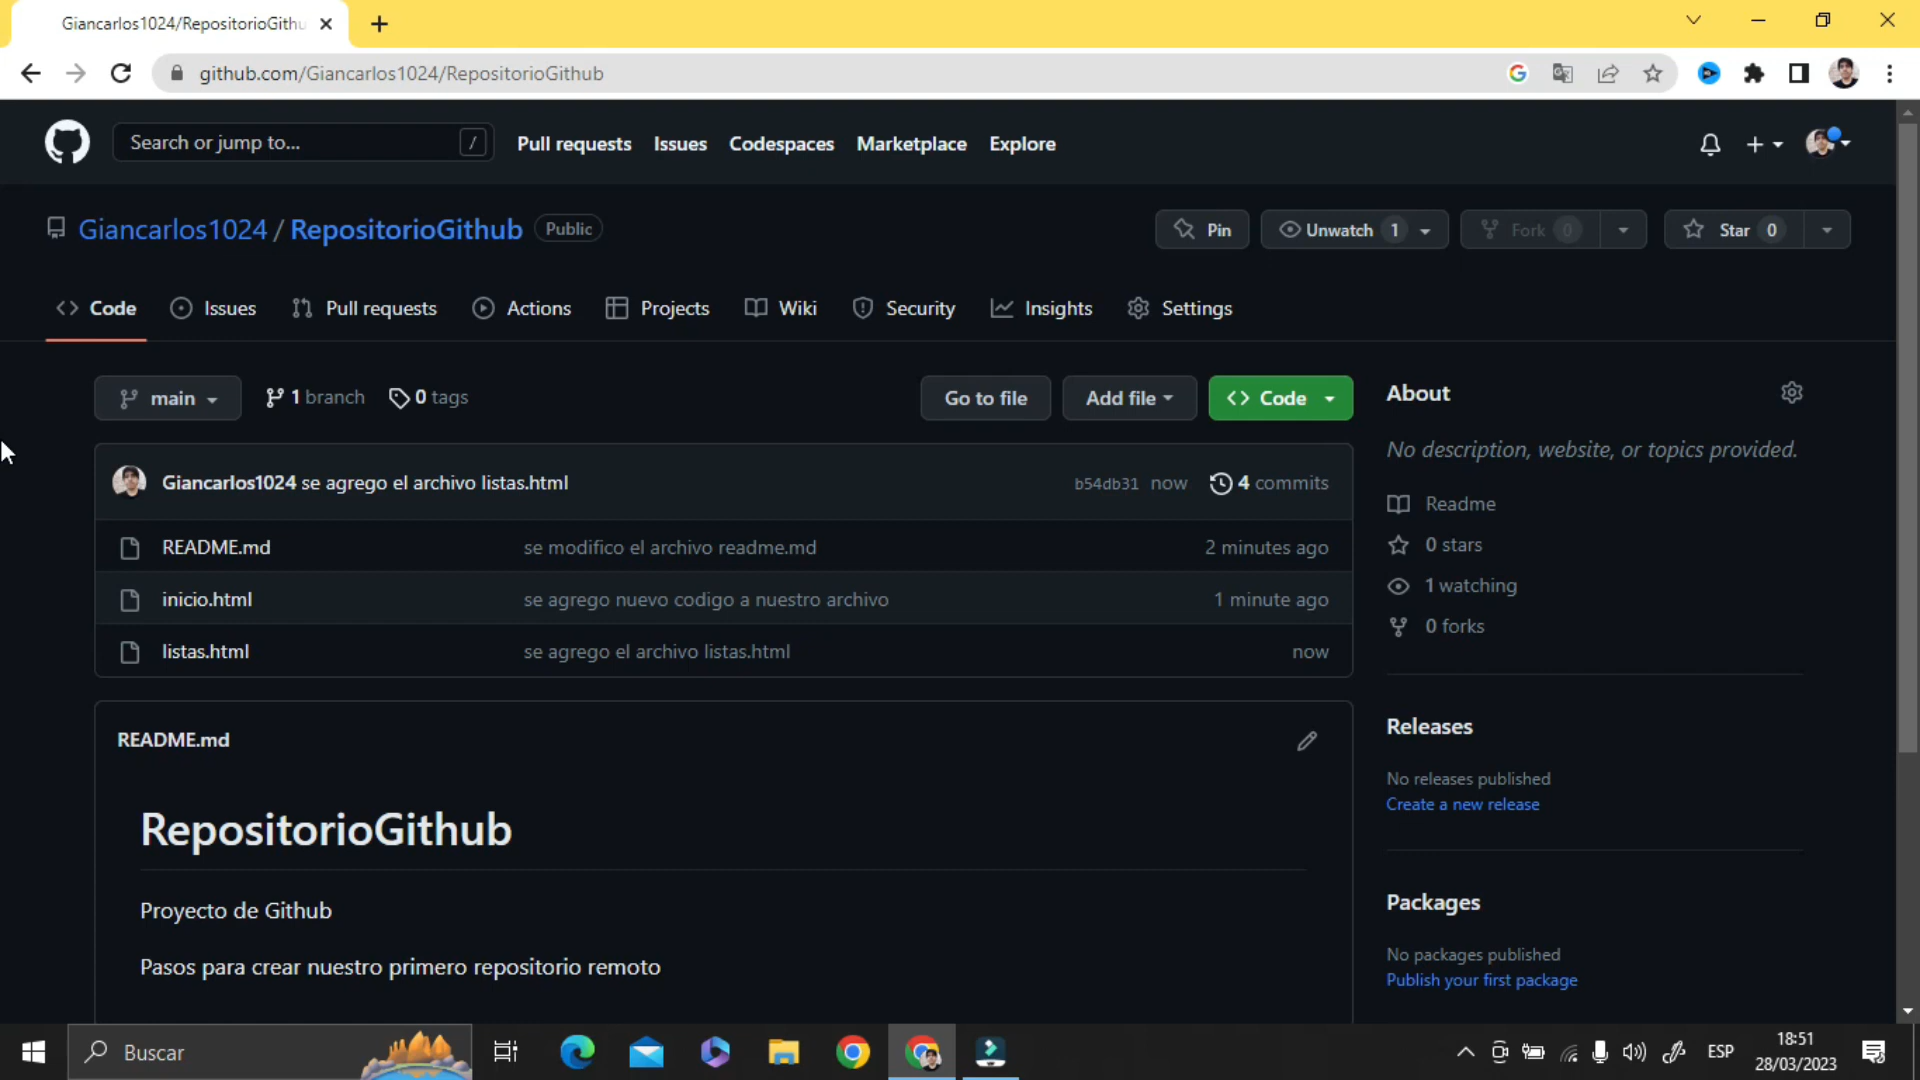 Giancarlos1024/RepositorioGithu
github.com/Giancarlos1024/RepositorioGithub
Search or jump to... /
Pull requests Issues Codespaces Marketplace Explore
Giancarlos1024 / RepositorioGithub Public
Pin Unwatch 1 Fork 0 Star 0
Code Issues Pull requests Actions Projects Wiki Security Insights Settings
main 1 branch 0 tags Go to file Add file Code
Giancarlos1024 se agrego el archivo listas.html b54db31 now 4 commits
README.md se modifico el archivo readme.md 2 minutes ago
inicio.html se agrego nuevo codigo a nuestro archivo 1 minute ago
listas.html se agrego el archivo listas.html now
README.md
RepositorioGithub
Proyecto de Github
Pasos para crear nuestro primero repositorio remoto
About
No description, website, or topics provided.
Readme
0 stars
1 watching
0 forks
Releases
No releases published
Create a new release
Packages
No packages published
Publish your first package
Buscar
ESP
18:51
28/03/2023